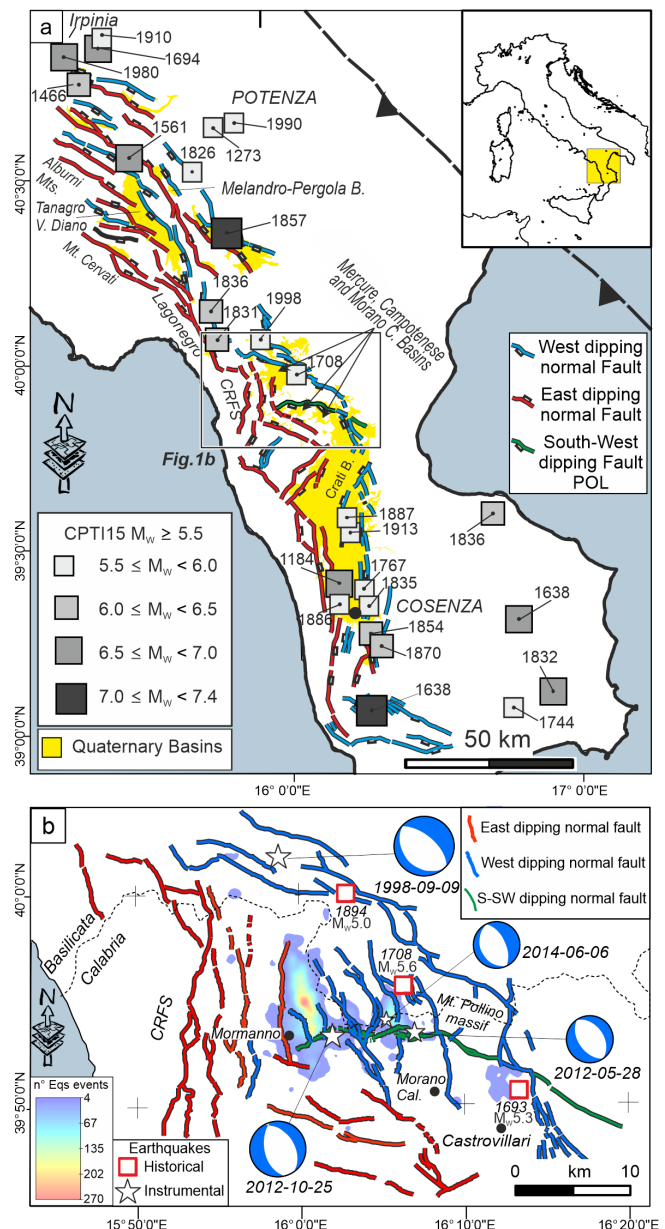 a
Irpinia
1910
1694
1980
1466
POTENZA
1990
1273
1561
1826
Alburni
Mts.
Melandro-Pergola B.
Tanagro
V. Diano
1857
Mt. Cervati
1836
1998
1831
Lagonegro
Mercure, Campotenese
and Morano C. Basins
1708
CRFS
Fig.1b
Crati B.
1887
1913
1836
1184
1767
1835
COSENZA
1886
1638
1854
1870
1832
1638
1744
N
West dipping
normal Fault
East dipping
normal Fault
South-West
dipping Fault
POL
CPTI15 Mw ≥ 5.5
5.5 ≤ Mw < 6.0
6.0 ≤ Mw < 6.5
6.5 ≤ Mw < 7.0
7.0 ≤ Mw < 7.4
Quaternary Basins
50 km
40°30'0"N
40°0'0"N
39°30'0"N
39°0'0"N
16°0'0"E
17°0'0"E
b
East dipping normal fault
West dipping normal fault
S-SW dipping normal fault
1998-09-09
40°0'0"N
1894
Mw5.0
Basilicata
Calabria
1708
Mw5.6
2014-06-06
N
CRFS
Mt. Pollino
massif
Mormanno
2012-05-28
n° Eqs events
4
67
135
202
270
Morano
Cal.
1693
Mw5.3
39°50'0"N
Castrovillari
Earthquakes
Historical
Instrumental
2012-10-25
0 km 10
15°50'0"E
16°0'0"E
16°10'0"E
16°20'0"E